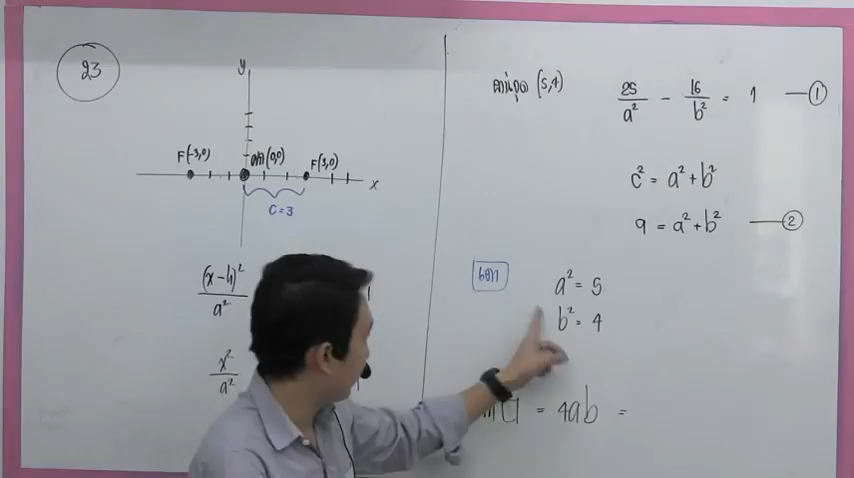 23
y
F(-3,0)
(0,0)
F(3,0)
x
C=3
(x-h)²/a²
x²/a²
(5,4)
25/a² - 16/b² = 1 — ①
c² = a² + b²
9 = a² + b² — ②
a² = 5
b² = 4
= 4ab =